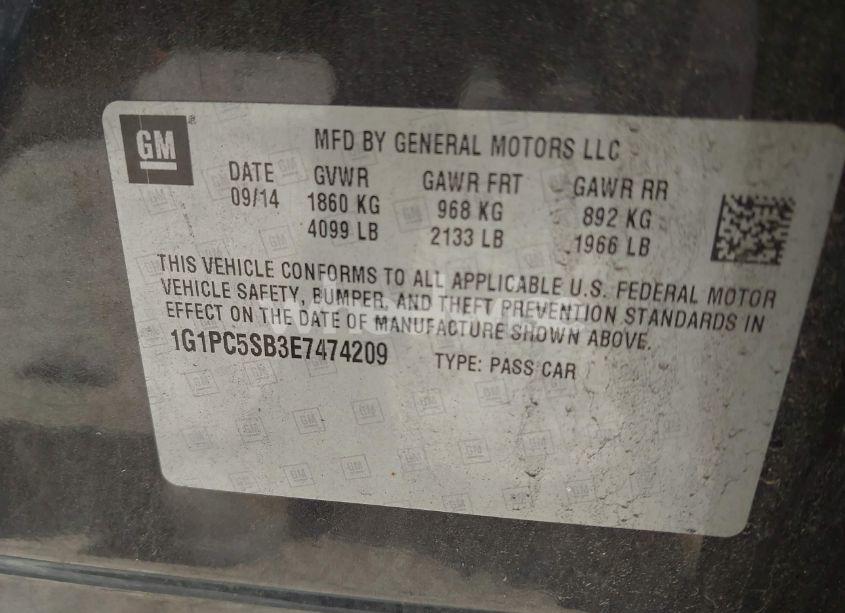 GM
MFD BY GENERAL MOTORS LLC
DATE GVWR GAWR FRT GAWR RR
09/14 1860 KG 968 KG 892 KG
4099 LB 2133 LB 1966 LB
THIS VEHICLE CONFORMS TO ALL APPLICABLE U.S. FEDERAL MOTOR
VEHICLE SAFETY, BUMPER, AND THEFT PREVENTION STANDARDS IN
EFFECT ON THE DATE OF MANUFACTURE SHOWN ABOVE.
1G1PC5SB3E7474209 TYPE: PASS CAR